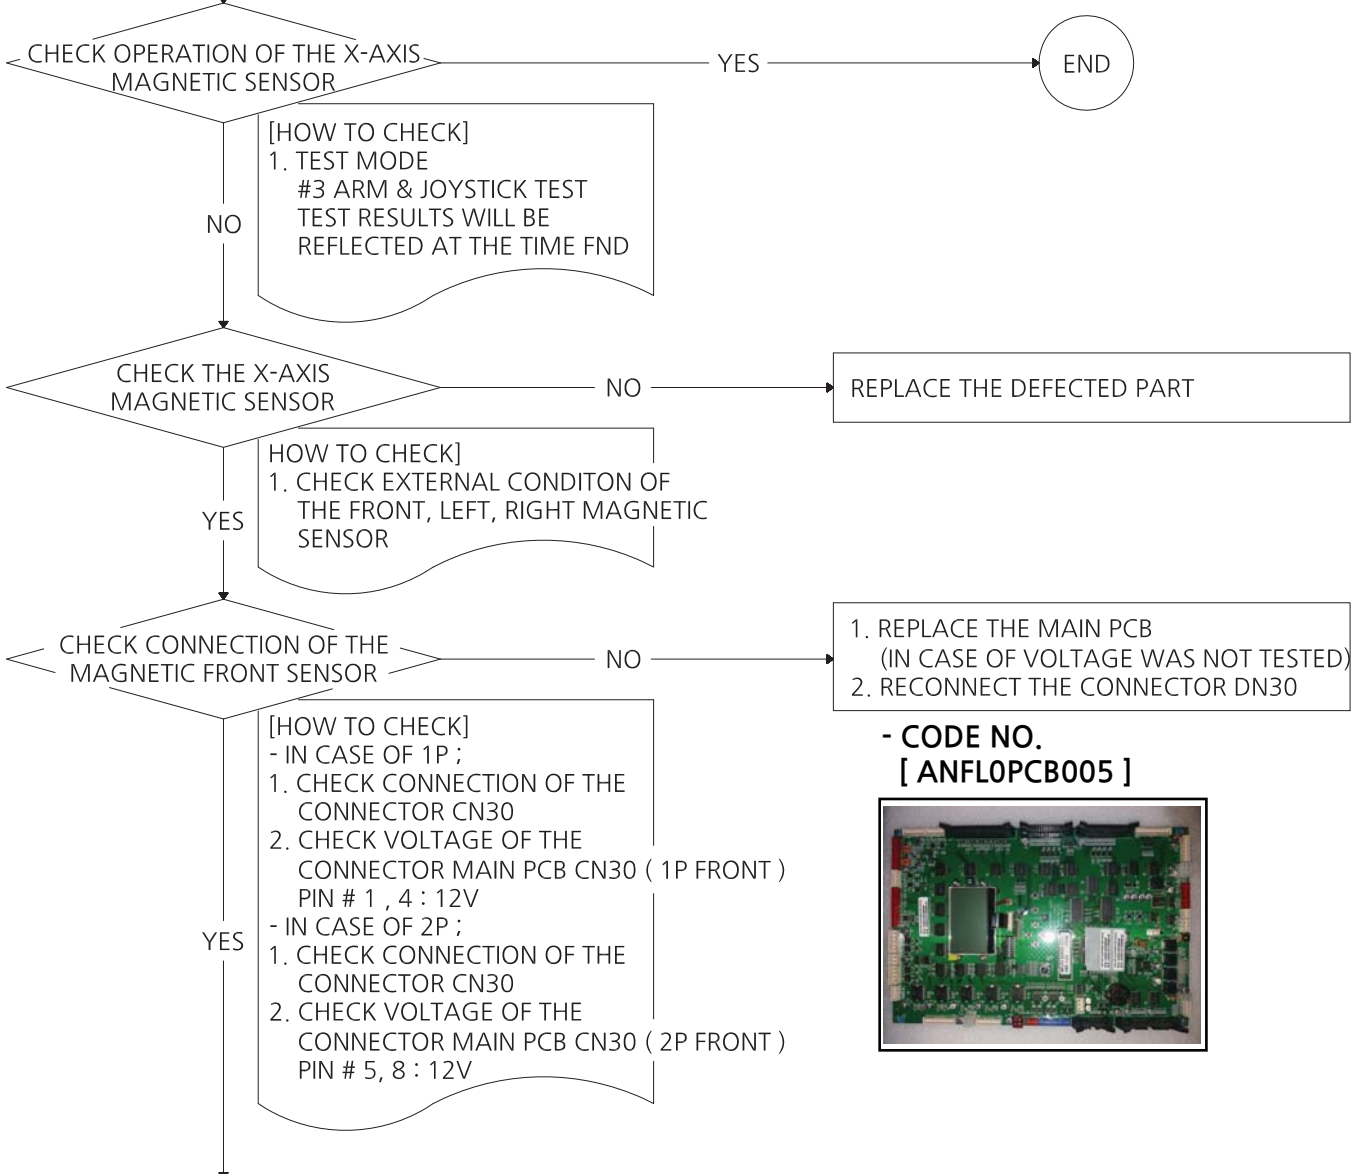 CHECK OPERATION OF THE X-AXIS
MAGNETIC SENSOR
YES
END
[HOW TO CHECK]
1. TEST MODE
#3 ARM & JOYSTICK TEST
TEST RESULTS WILL BE
REFLECTED AT THE TIME FND
NO
CHECK THE X-AXIS
MAGNETIC SENSOR
NO
REPLACE THE DEFECTED PART
HOW TO CHECK]
1. CHECK EXTERNAL CONDITON OF
THE FRONT, LEFT, RIGHT MAGNETIC
SENSOR
YES
CHECK CONNECTION OF THE
MAGNETIC FRONT SENSOR
NO
1. REPLACE THE MAIN PCB
(IN CASE OF VOLTAGE WAS NOT TESTED)
2. RECONNECT THE CONNECTOR DN30
- CODE NO.
[ ANFL0PCB005 ]
[HOW TO CHECK]
- IN CASE OF 1P ;
1. CHECK CONNECTION OF THE
CONNECTOR CN30
2. CHECK VOLTAGE OF THE
CONNECTOR MAIN PCB CN30 ( 1P FRONT )
PIN # 1 , 4 : 12V
- IN CASE OF 2P ;
1. CHECK CONNECTION OF THE
CONNECTOR CN30
2. CHECK VOLTAGE OF THE
CONNECTOR MAIN PCB CN30 ( 2P FRONT )
PIN # 5, 8 : 12V
YES